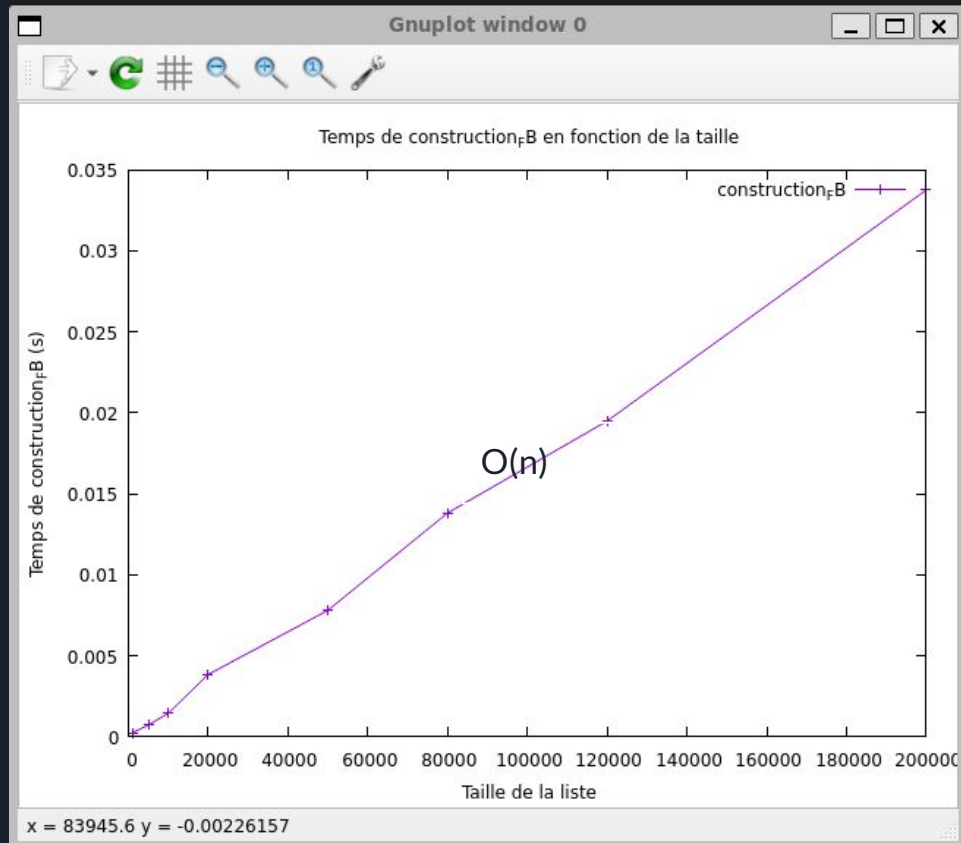 Gnuplot window 0
Temps de construction_FB en fonction de la taille
0.035
construction_FB
0.03
0.025
0.02
0.015
0.01
0.005
0
Temps de construction_FB (s)
O(n)
0 20000 40000 60000 80000 100000 120000 140000 160000 180000 200000
Taille de la liste
x = 83945.6 y = -0.00226157